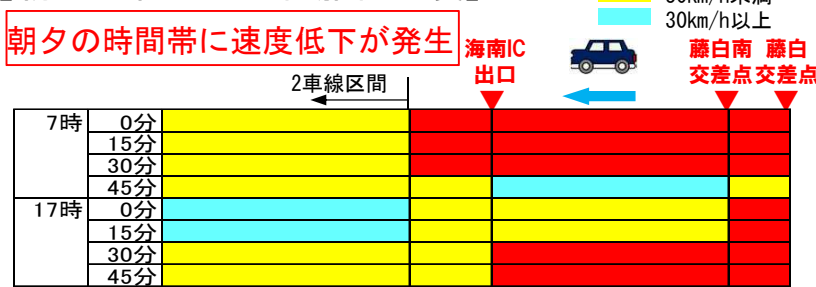 30km/h以上
朝夕の時間帯に速度低下が発生
海南IC
出口
藤白南
交差点
藤白
交差点
2車線区間
7時 0分
15分
30分
45分
17時 0分
15分
30分
45分